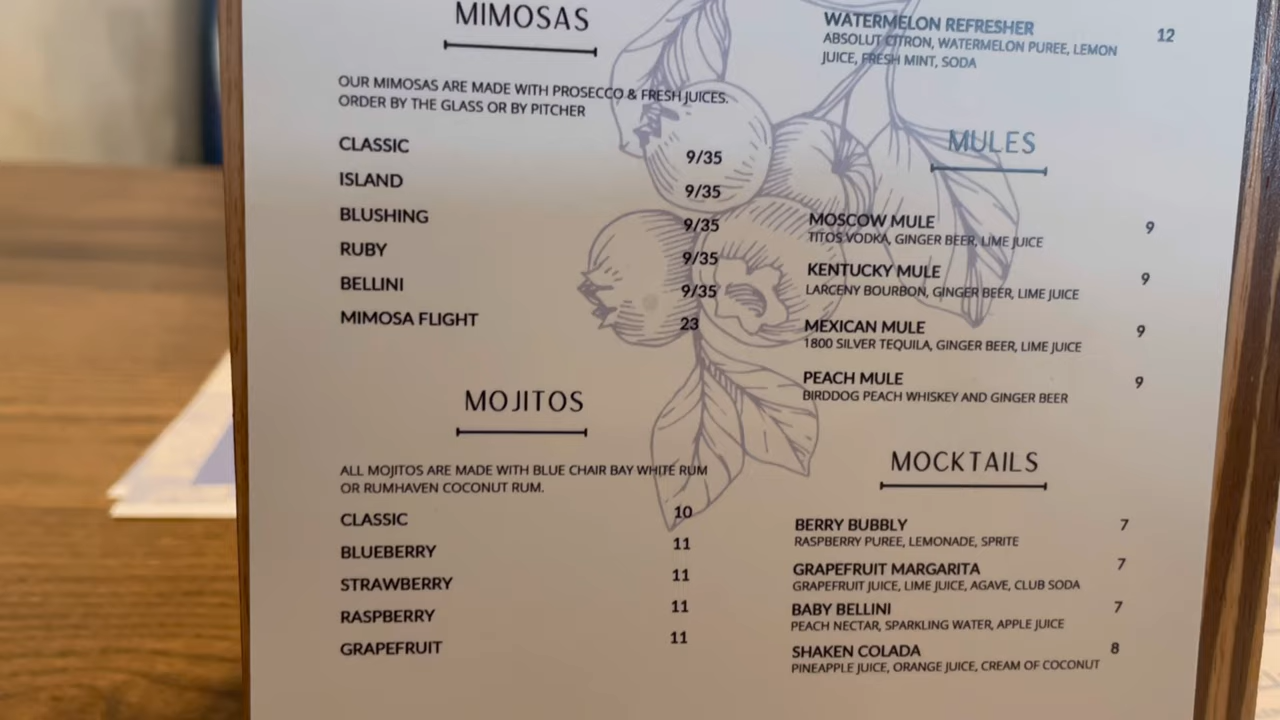 MIMOSAS
OUR MIMOSAS ARE MADE WITH PROSECCO & FRESH JUICES.
ORDER BY THE GLASS OR BY PITCHER
CLASSIC 9/35
ISLAND 9/35
BLUSHING 9/35
RUBY 9/35
BELLINI 9/35
MIMOSA FLIGHT 23
MOJITOS
ALL MOJITOS ARE MADE WITH BLUE CHAIR BAY WHITE RUM
OR RUMHAVEN COCONUT RUM.
CLASSIC 10
BLUEBERRY 11
STRAWBERRY 11
RASPBERRY 11
GRAPEFRUIT 11
WATERMELON REFRESHER 12
ABSOLUT CITRON, WATERMELON PUREE, LEMON
JUICE, FRESH MINT, SODA
MULES
MOSCOW MULE 9
TITOS VODKA, GINGER BEER, LIME JUICE
KENTUCKY MULE 9
LARCENY BOURBON, GINGER BEER, LIME JUICE
MEXICAN MULE 9
1800 SILVER TEQUILA, GINGER BEER, LIME JUICE
PEACH MULE 9
BIRDDOG PEACH WHISKEY AND GINGER BEER
MOCKTAILS
BERRY BUBBLY 7
RASPBERRY PUREE, LEMONADE, SPRITE
GRAPEFRUIT MARGARITA 7
GRAPEFRUIT JUICE, LIME JUICE, AGAVE, CLUB SODA
BABY BELLINI 7
PEACH NECTAR, SPARKLING WATER, APPLE JUICE
SHAKEN COLADA 8
PINEAPPLE JUICE, ORANGE JUICE, CREAM OF COCONUT